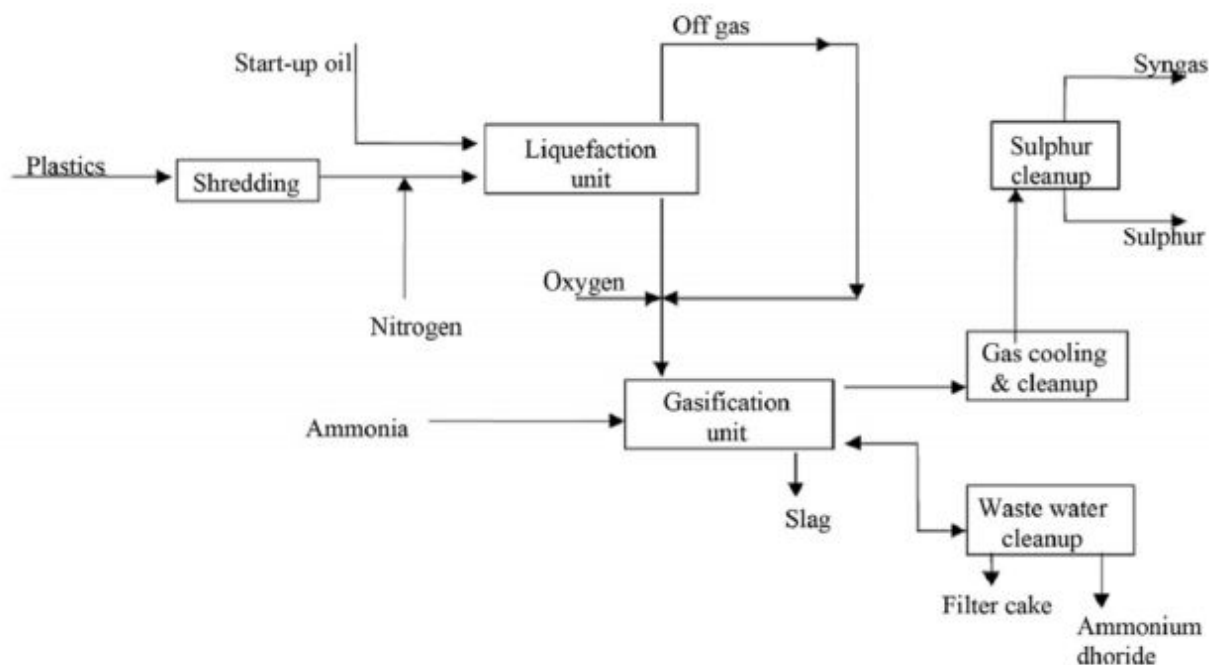 Off gas
Start-up oil
Syngas
Liquefaction
unit
Sulphur
cleanup
Plastics
Shredding
Sulphur
Oxygen
Nitrogen
Gas cooling
& cleanup
Gasification
unit
Ammonia
Slag
Waste water
cleanup
Filter cake
Ammonium
dhoride